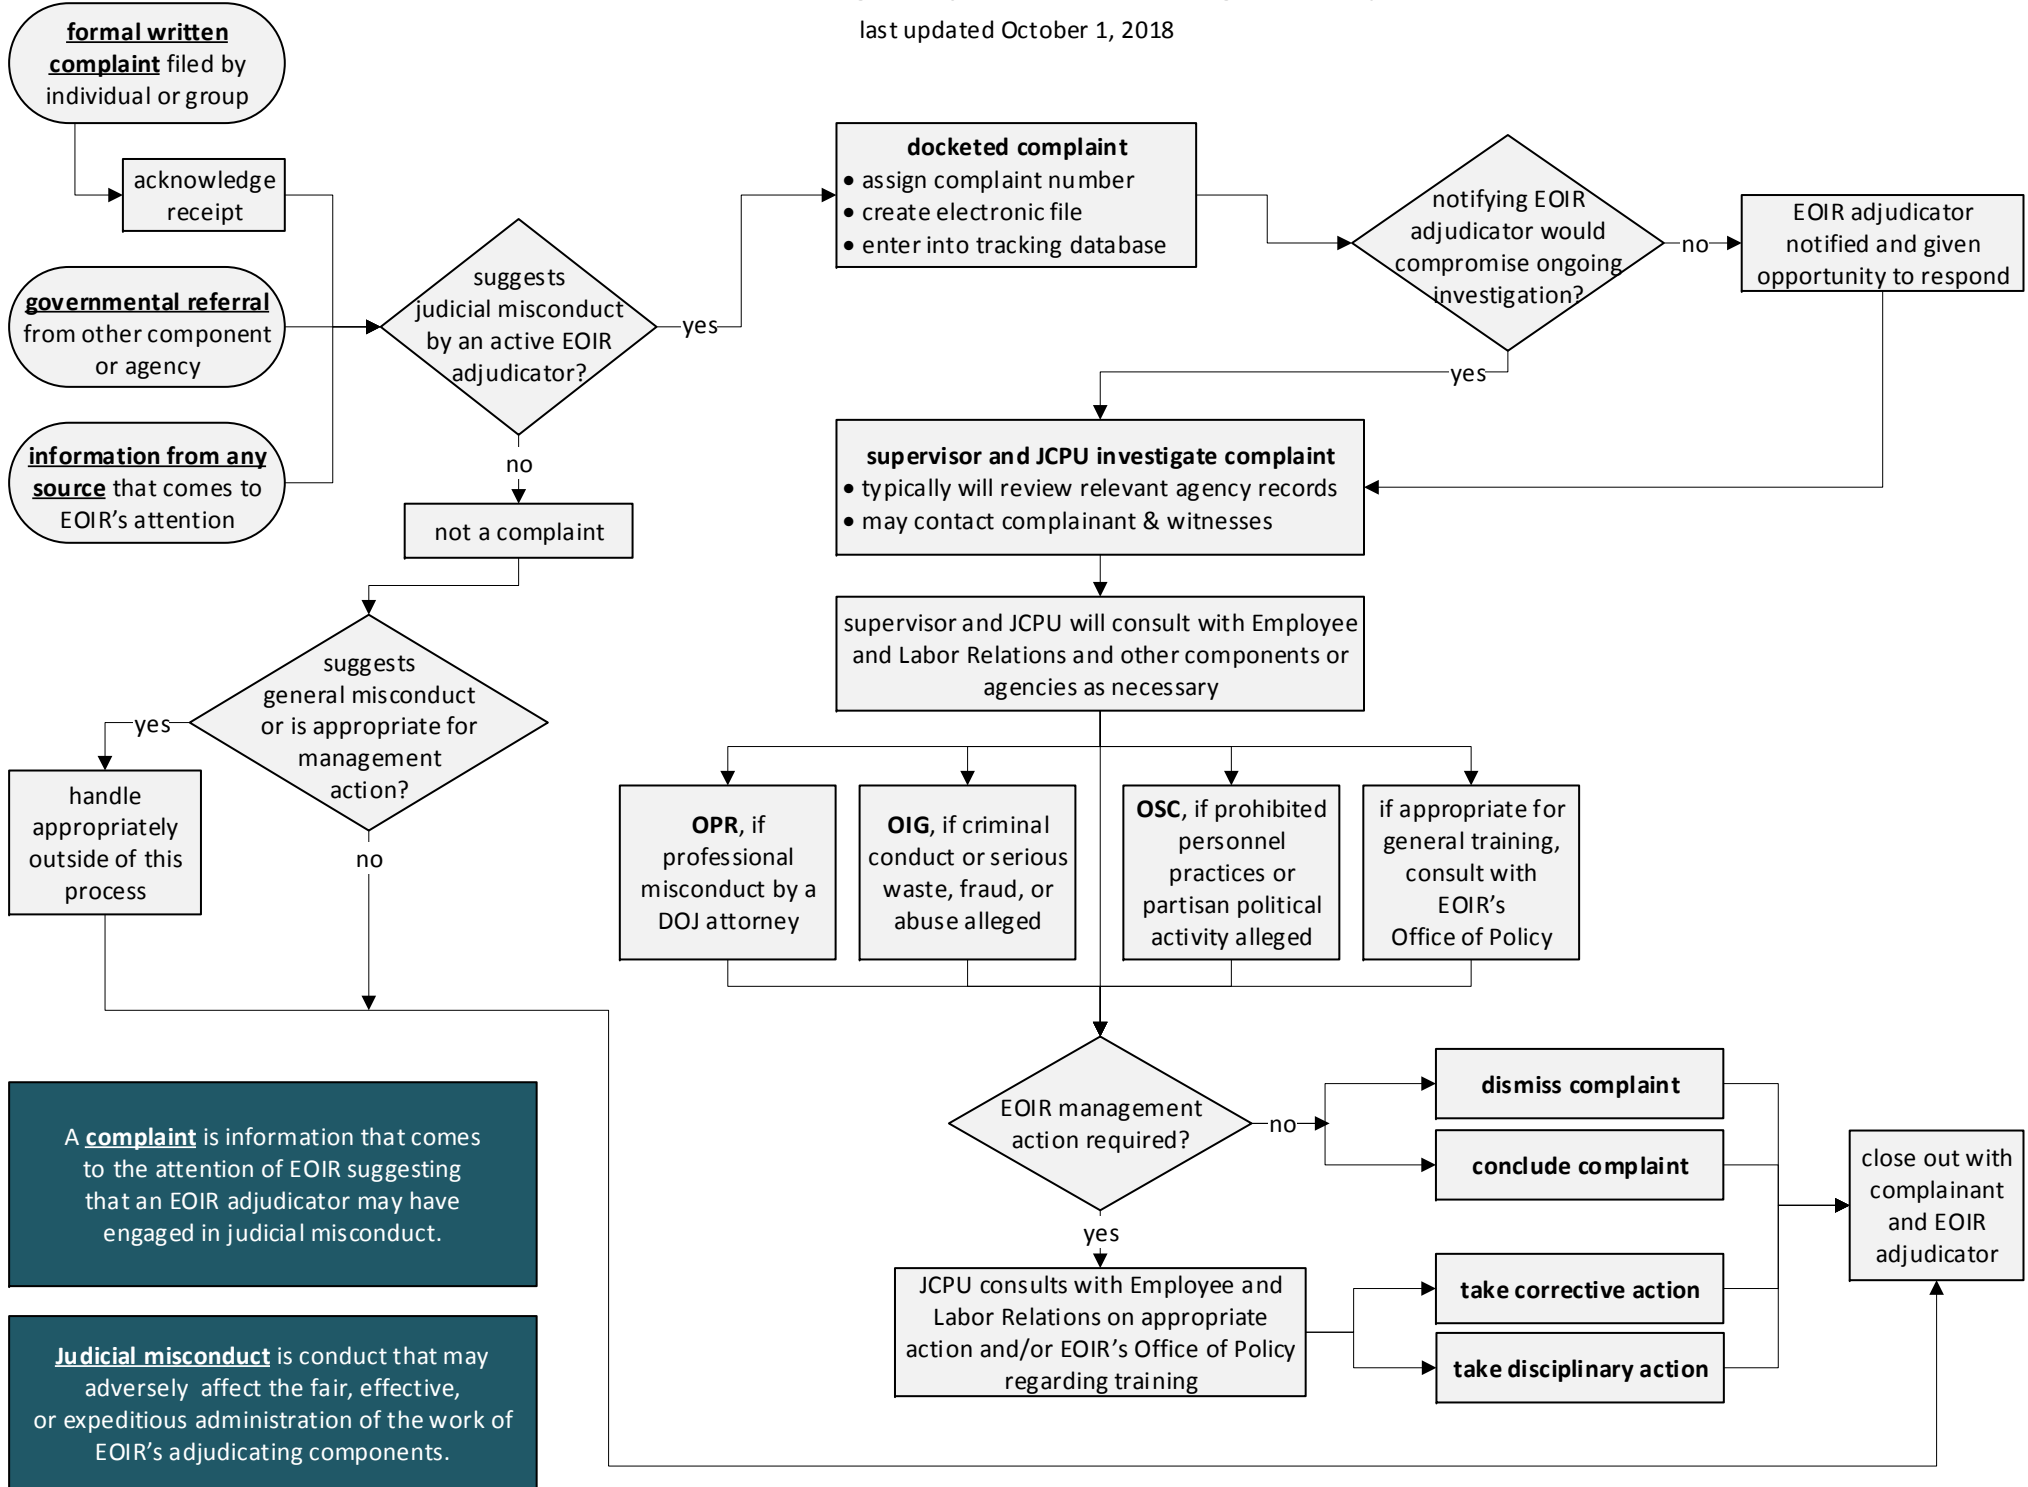 last updated October 1, 2018
formal written
complaint filed by
individual or group
acknowledge
receipt
governmental referral
from other component
or agency
information from any
source that comes to
EOIR’s attention
suggests
judicial misconduct
by an active EOIR
adjudicator?
yes
no
not a complaint
docketed complaint
• assign complaint number
• create electronic file
• enter into tracking database
notifying EOIR
adjudicator would
compromise ongoing
investigation?
no
yes
EOIR adjudicator
notified and given
opportunity to respond
supervisor and JCPU investigate complaint
• typically will review relevant agency records
• may contact complainant & witnesses
supervisor and JCPU will consult with Employee
and Labor Relations and other components or
agencies as necessary
suggests
general misconduct
or is appropriate for
management
action?
yes
no
handle
appropriately
outside of this
process
OPR, if
professional
misconduct by a
DOJ attorney
OIG, if criminal
conduct or serious
waste, fraud, or
abuse alleged
OSC, if prohibited
personnel
practices or
partisan political
activity alleged
if appropriate for
general training,
consult with
EOIR’s
Office of Policy
EOIR management
action required?
no
yes
dismiss complaint
conclude complaint
JCPU consults with Employee and
Labor Relations on appropriate
action and/or EOIR’s Office of Policy
regarding training
take corrective action
take disciplinary action
close out with
complainant
and EOIR
adjudicator
A complaint is information that comes
to the attention of EOIR suggesting
that an EOIR adjudicator may have
engaged in judicial misconduct.
Judicial misconduct is conduct that may
adversely affect the fair, effective,
or expeditious administration of the work of
EOIR’s adjudicating components.